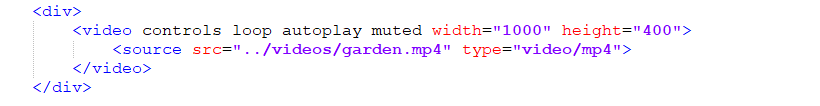 <div>
<video controls loop autoplay muted width="1000" height="400">
<source src="../videos/garden.mp4" type="video/mp4">
</video>
</div>